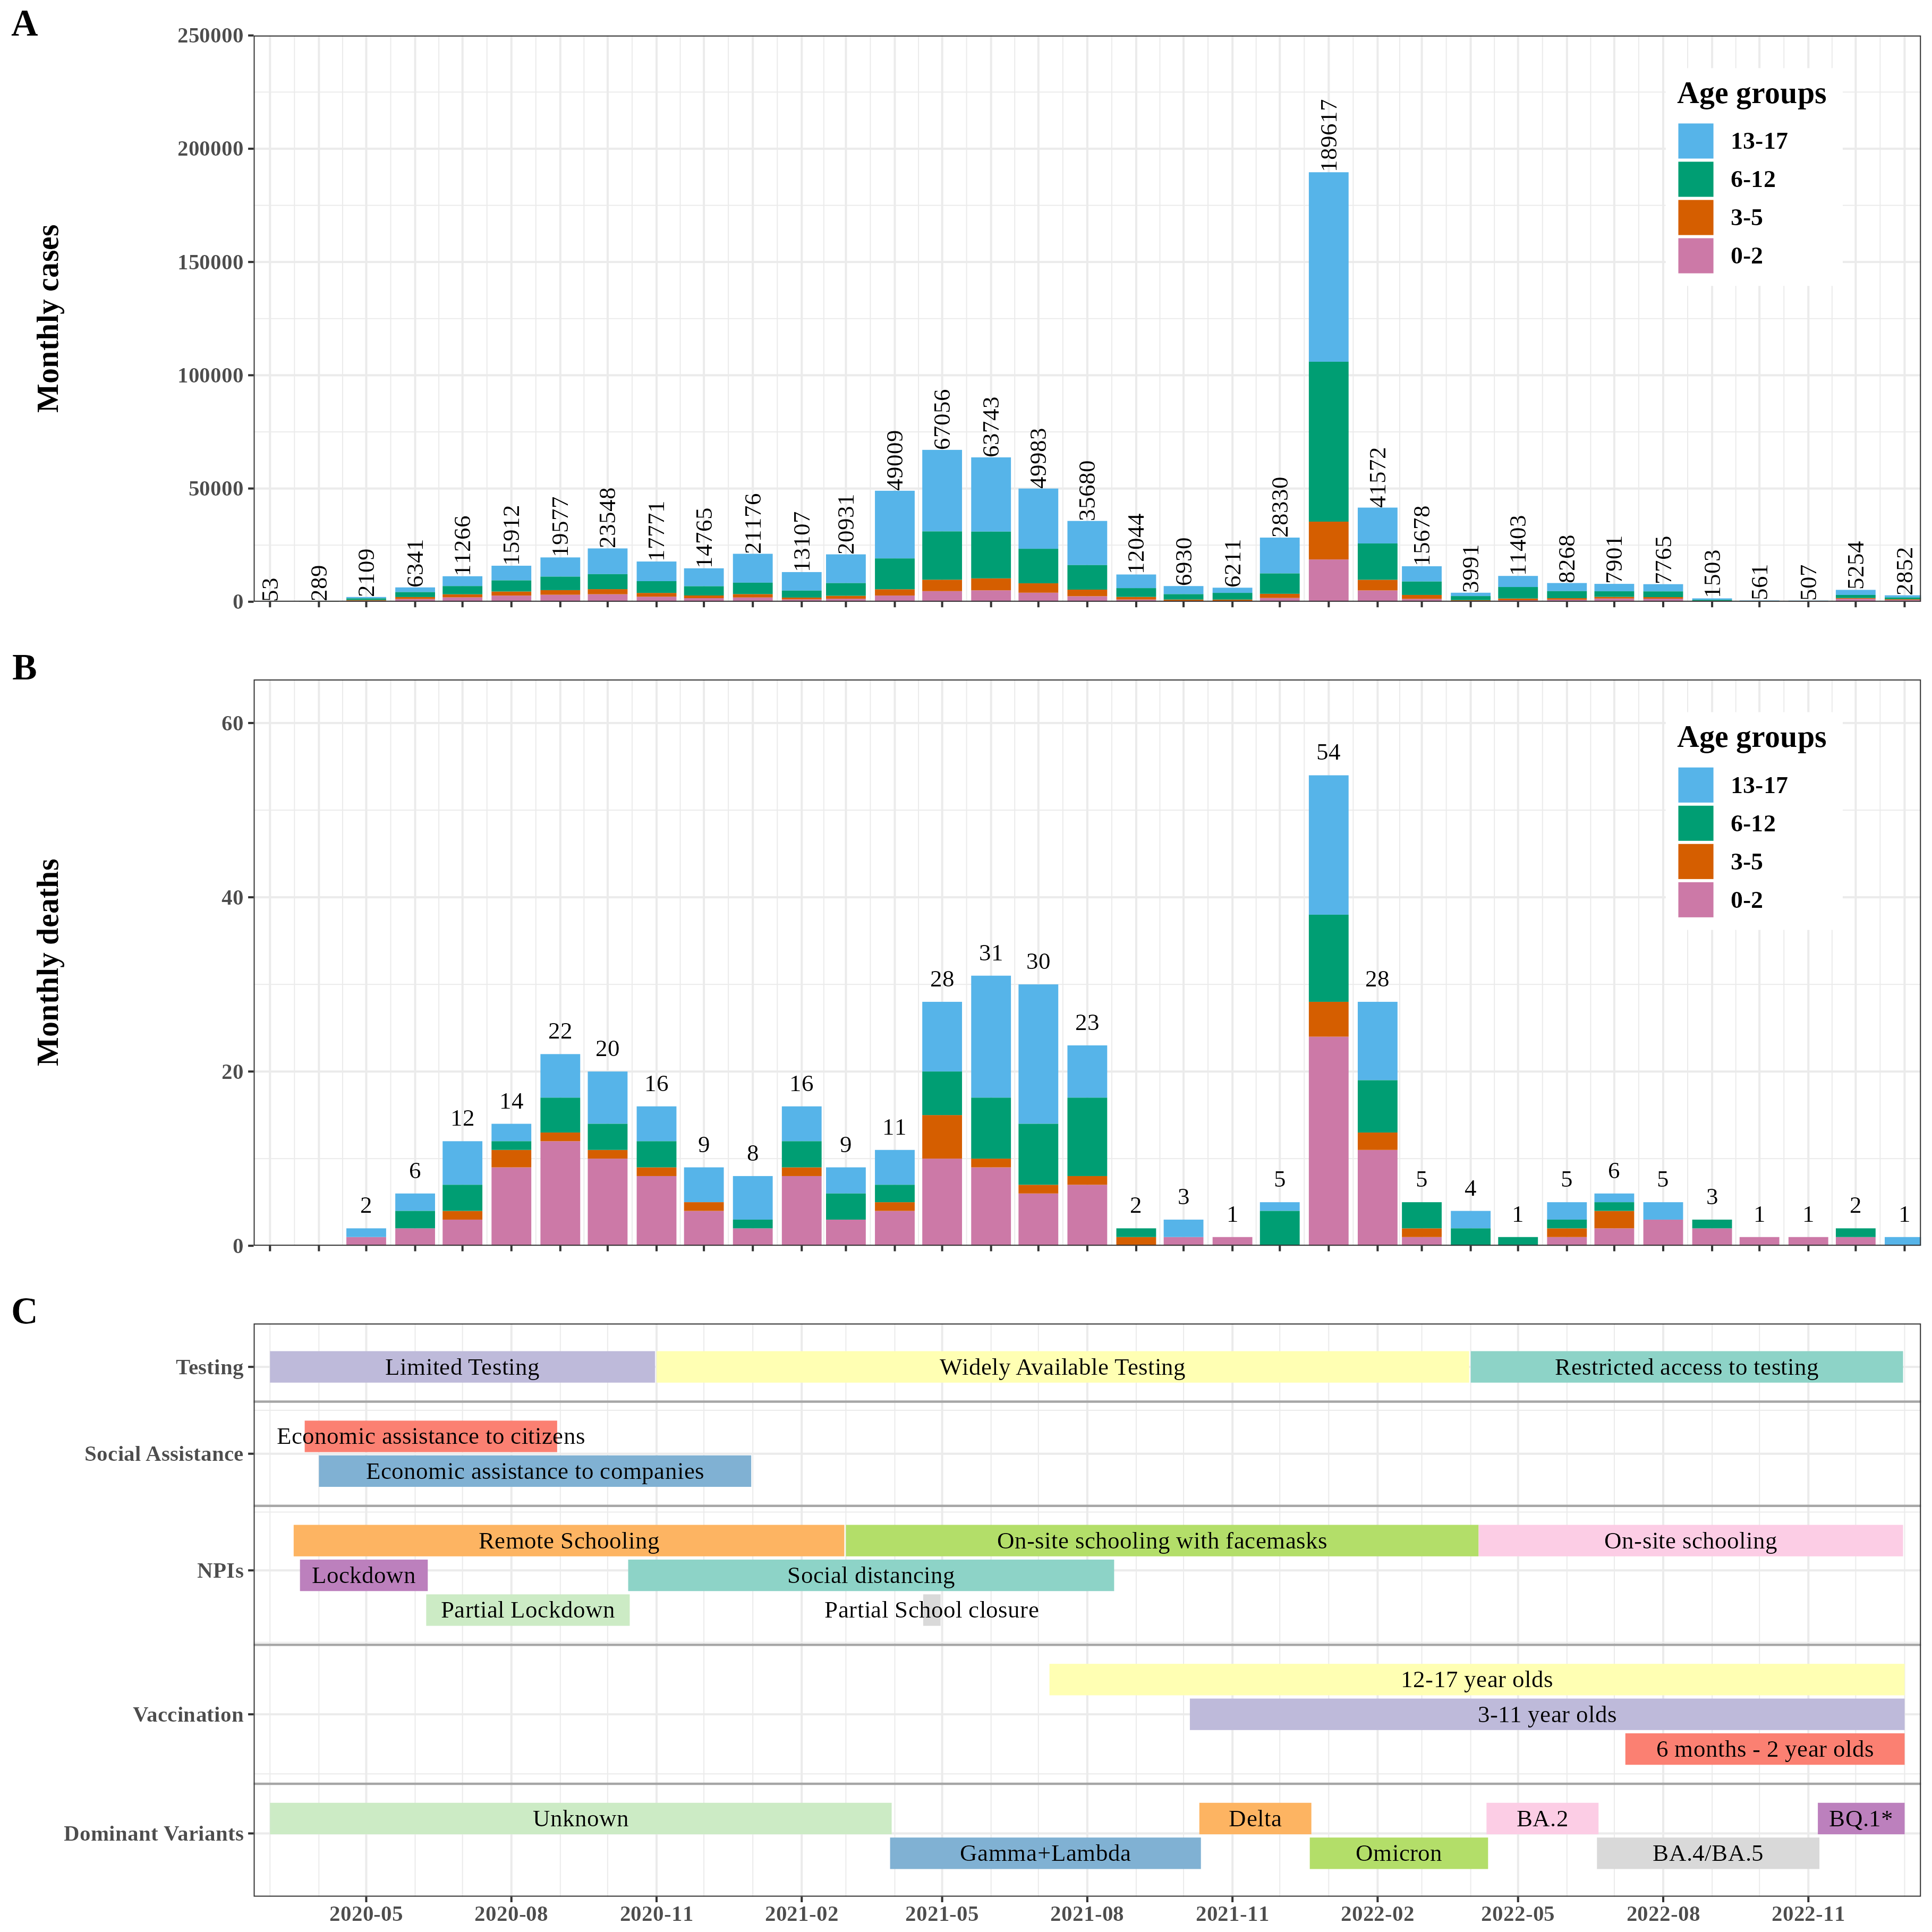 A
250000
200000
150000
100000
50000
0
Monthly cases
53
289
2109
6341
11266
15912
19577
23548
17771
14765
21176
13107
20931
49009
67056
63743
49983
35680
12044
6930
6211
28330
189617
41572
15678
3991
11403
8268
7901
7765
1503
561
507
5254
2852
Age groups
13-17
6-12
3-5
0-2
B
60
40
20
0
Monthly deaths
2
6
12
14
22
20
16
9
8
16
9
11
28
31
30
23
2
3
1
5
54
28
5
4
1
5
6
5
3
1
1
2
1
Age groups
13-17
6-12
3-5
0-2
C
Testing
Limited Testing
Widely Available Testing
Restricted access to testing
Social Assistance
Economic assistance to citizens
Economic assistance to companies
NPIs
Remote Schooling
On-site schooling with facemasks
On-site schooling
Lockdown
Social distancing
Partial Lockdown
Partial School closure
Vaccination
12-17 year olds
3-11 year olds
6 months - 2 year olds
Dominant Variants
Unknown
Delta
BA.2
BQ.1*
Gamma+Lambda
Omicron
BA.4/BA.5
2020-05
2020-08
2020-11
2021-02
2021-05
2021-08
2021-11
2022-02
2022-05
2022-08
2022-11